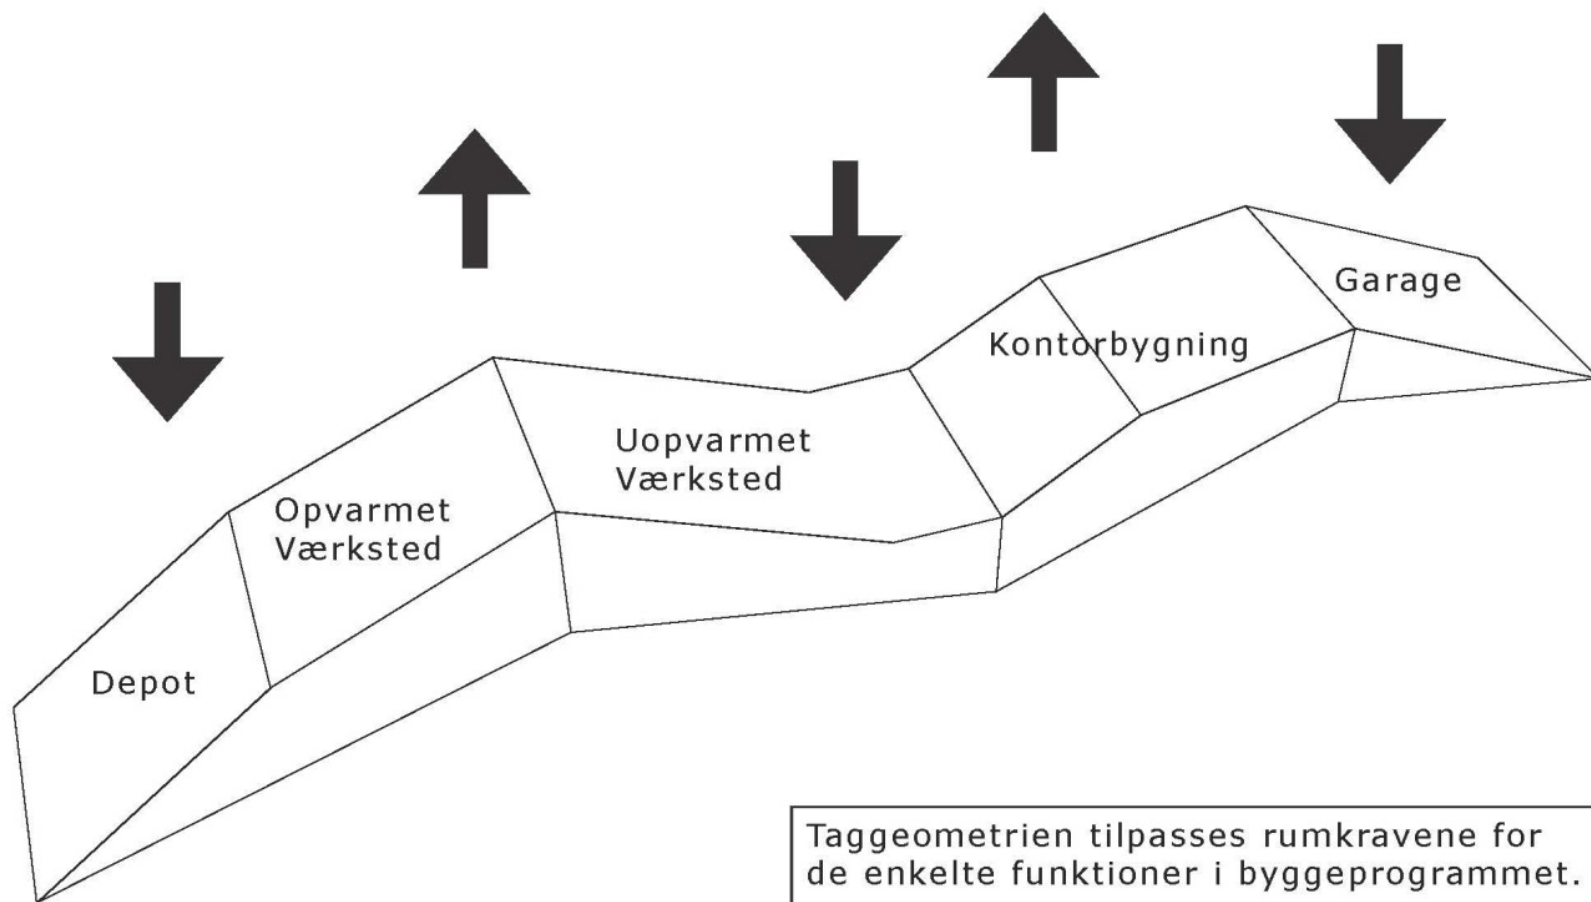 Garage
Kontorbygning
Uopvarmet
Værksted
Opvarmet
Værksted
Depot
Taggeometrien tilpasses rumkravene for
de enkelte funktioner i byggeprogrammet.